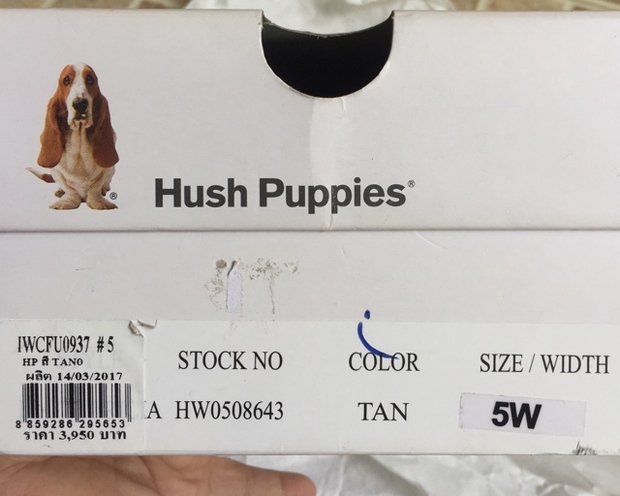 Hush Puppies®
IWCFU0937 #5
HP สี TAN0
ผลิต 14/03/2017
8 859286 295653
ราคา 3,950 บาท
STOCK NO COLOR SIZE / WIDTH
A HW0508643 TAN 5W